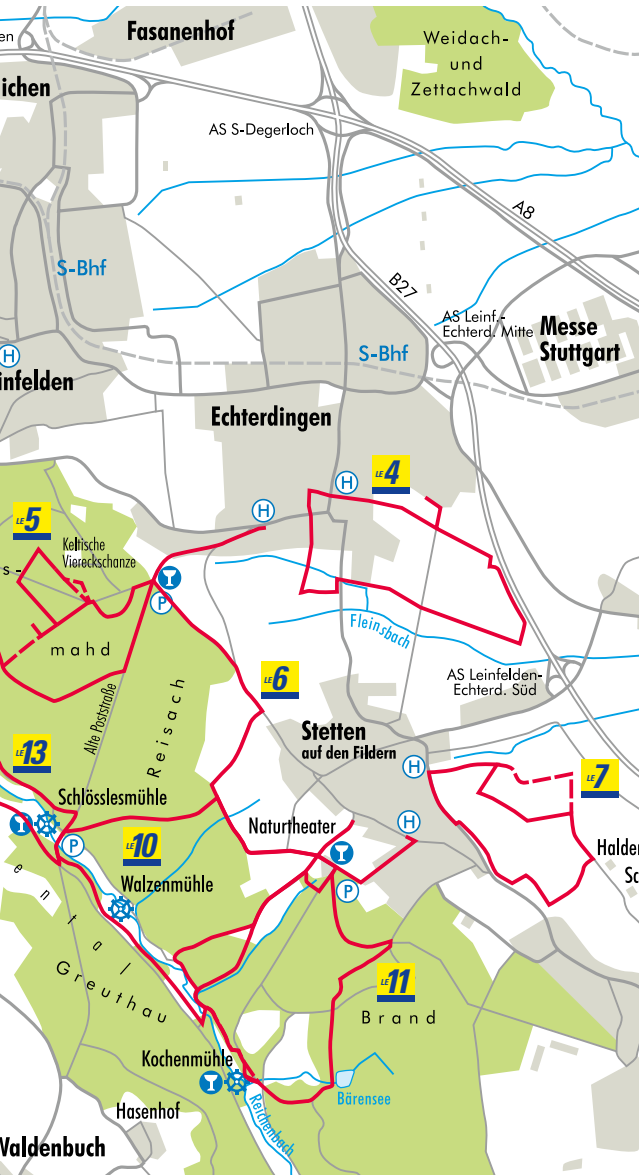 Fasanenhof
en
Weidach-
und
Zettachwald
ichen
AS S-Degerloch
A8
S-Bhf
B27
AS Leinf.-
Echterd. Mitte
Messe
Stuttgart
H
S-Bhf
infelden
Echterdingen
LE 4
H
H
LE 5
Keltische
Viereckschanze
s-
P
Fleinsbach
mahd
LE 6
AS Leinfelden-
Echterd. Süd
Alte Poststraße
Reisach
Stetten
auf den Fildern
LE 13
H
LE 7
Schlösslesmühle
Naturtheater
H
P
LE 10
Halden
Sc
Walzenmühle
P
ental
Greuthau
LE 11
Brand
Kochenmühle
Bärensee
Hasenhof
Reichenbach
Waldenbuch